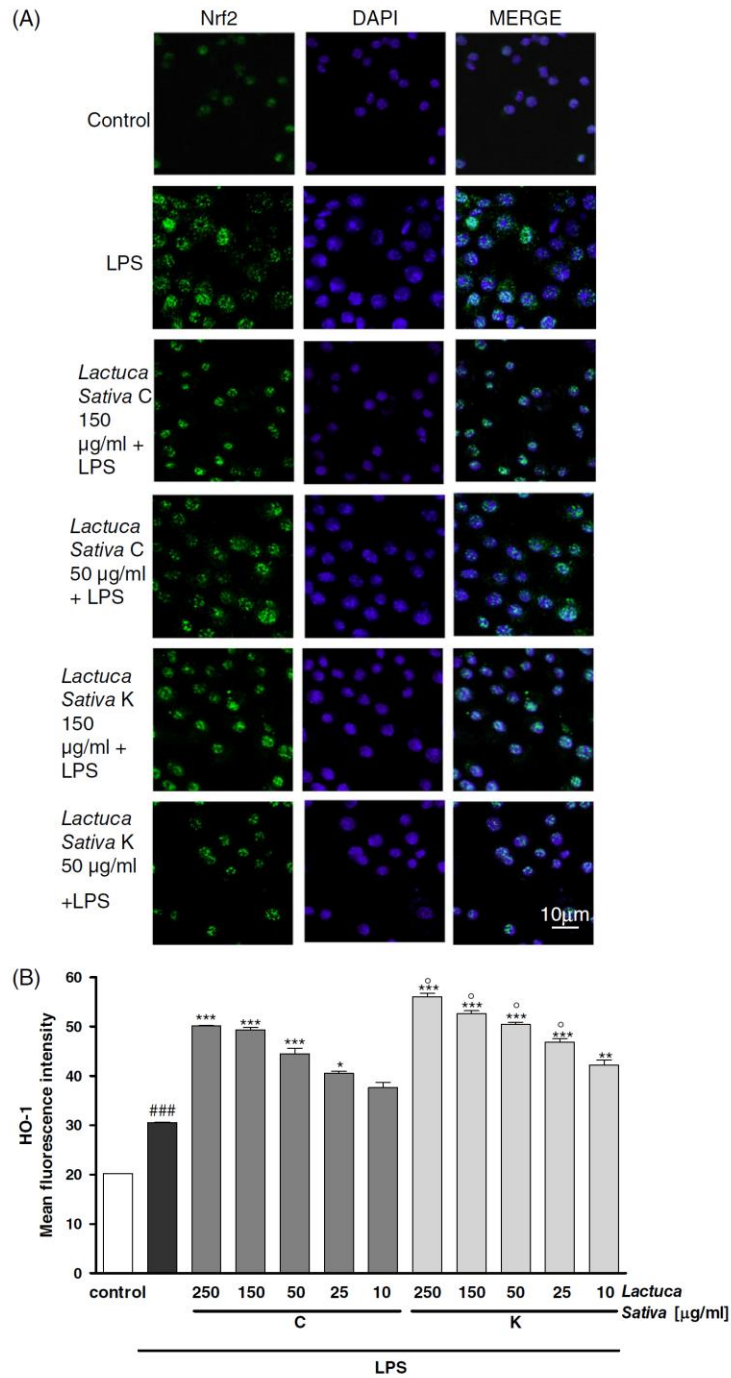 (A)
Nrf2 DAPI MERGE
Control
LPS
Lactuca
Sativa C
150
µg/ml +
LPS
Lactuca
Sativa C
50 µg/ml
+ LPS
Lactuca
Sativa K
150
µg/ml +
LPS
Lactuca
Sativa K
50 µg/ml
+LPS
10µm
(B)
HO-1
Mean fluorescence intensity
60
50
40
30
20
10
0
###
*** *** *** *
° ° ° °
*** *** *** *** **
control 250 150 50 25 10 250 150 50 25 10 Lactuca
Sativa [µg/ml]
C K
LPS